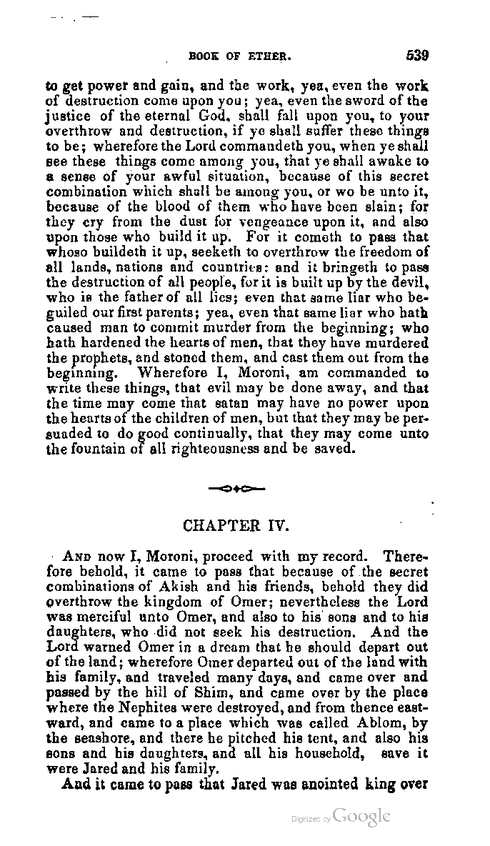 BOOK OF ETHER. 539
to get power and gain, and the work, yea, even the work
of destruction come upon you; yea, even the sword of the
justice of the eternal God, shall fall upon you, to your
overthrow and destruction, if ye shall suffer these things
to be; wherefore the Lord commandeth you, when ye shall
see these things come among you, that ye shall awake to
a sense of your awful situation, because of this secret
combination which shall be among you, or wo be unto it,
because of the blood of them who have been slain; for
they cry from the dust for vengeance upon it, and also
upon those who build it up. For it cometh to pass that
whoso buildeth it up, seeketh to overthrow the freedom of
all lands, nations and countries: and it bringeth to pass
the destruction of all people, for it is built up by the devil,
who is the father of all lies; even that same liar who be-
guiled our first parents; yea, even that same liar who hath
caused man to commit murder from the beginning; who
hath hardened the hearts of men, that they have murdered
the prophets, and stoned them, and cast them out from the
beginning. Wherefore I, Moroni, am commanded to
write these things, that evil may be done away, and that
the time may come that satan may have no power upon
the hearts of the children of men, but that they may be per-
suaded to do good continually, that they may come unto
the fountain of all righteousness and be saved.
CHAPTER IV.
AND now I, Moroni, proceed with my record. There-
fore behold, it came to pass that because of the secret
combinations of Akish and his friends, behold they did
overthrow the kingdom of Omer; nevertheless the Lord
was merciful unto Omer, and also to his sons and to his
daughters, who did not seek his destruction. And the
Lord warned Omer in a dream that he should depart out
of the land; wherefore Omer departed out of the land with
his family, and traveled many days, and came over and
passed by the hill of Shim, and came over by the place
where the Nephites were destroyed, and from thence east-
ward, and came to a place which was called Ablom, by
the seashore, and there he pitched his tent, and also his
sons and his daughters, and all his household, save it
were Jared and his family.
And it came to pass that Jared was anointed king over
Digitized by Google